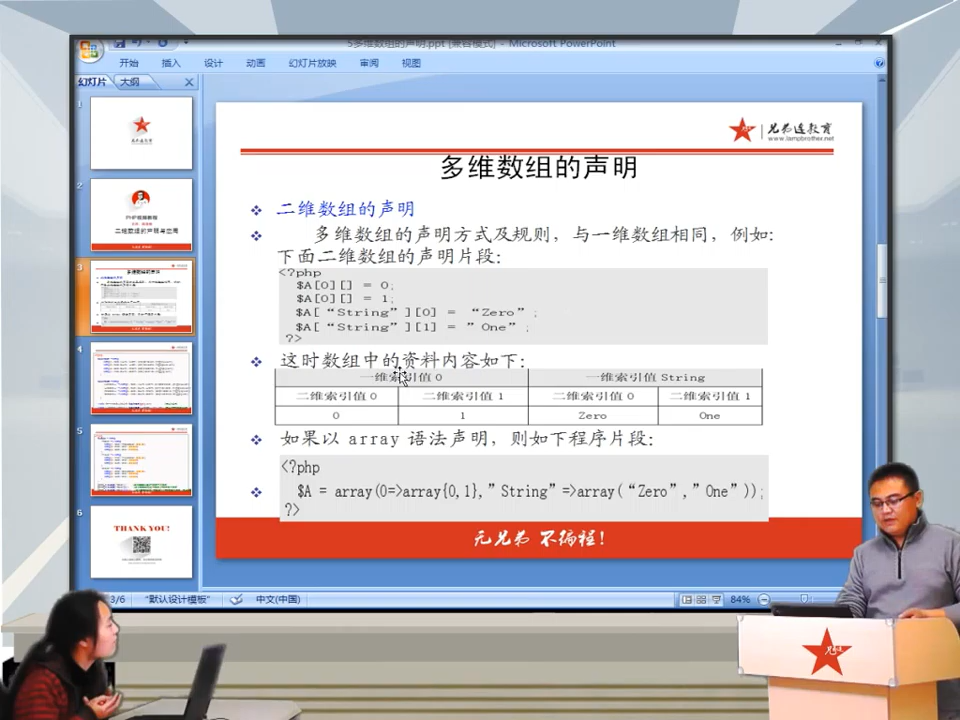 5多维数组的声明.ppt [兼容模式] - Microsoft PowerPoint
开始 插入 设计 动画 幻灯片放映 审阅 视图
幻灯片 大纲
1
2
3
4
5
6
THANK YOU!
兄弟连教育
www.lampbrother.net
多维数组的声明
二维数组的声明
多维数组的声明方式及规则，与一维数组相同，例如：
下面二维数组的声明片段：
<?php
$A[0][] = 0;
$A[0][] = 1;
$A[“String”][0] = “Zero”;
$A[“String”][1] = ”One”;
?>
这时数组中的资料内容如下：
一维索引值 0 一维索引值 String
二维索引值 0 二维索引值 1 二维索引值 0 二维索引值 1
0 1 Zero One
如果以 array 语法声明，则如下程序片段：
<?php
$A = array(0=>array{0,1},”String”=>array(“Zero”,”One”));
?>
无兄弟 不编程！
3/6 “默认设计模板” 中文(中国) 84%